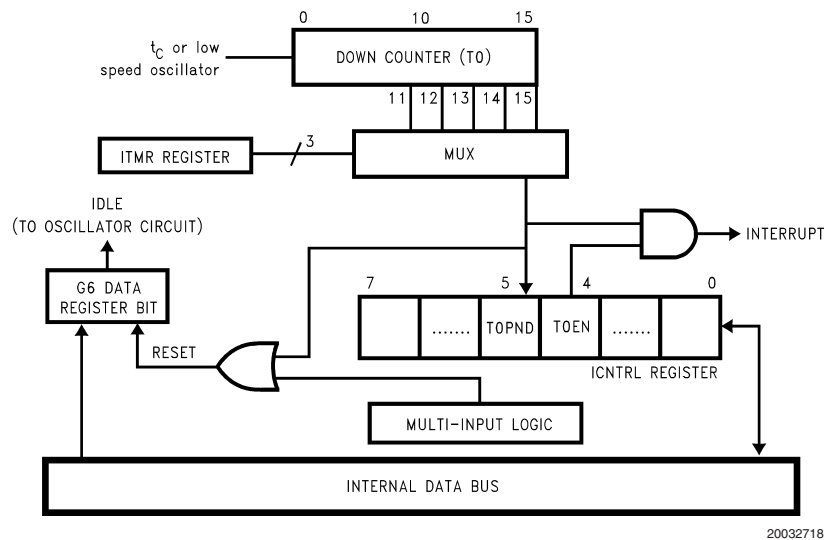 0 10 15
t_C or low
speed oscillator
DOWN COUNTER (T0)
11 12 13 14 15
ITMR REGISTER
3
MUX
IDLE
(TO OSCILLATOR CIRCUIT)
INTERRUPT
G6 DATA
REGISTER BIT
7 5 4 0
....... T0PND T0EN .......
RESET
ICNTRL REGISTER
MULTI-INPUT LOGIC
INTERNAL DATA BUS
20032718